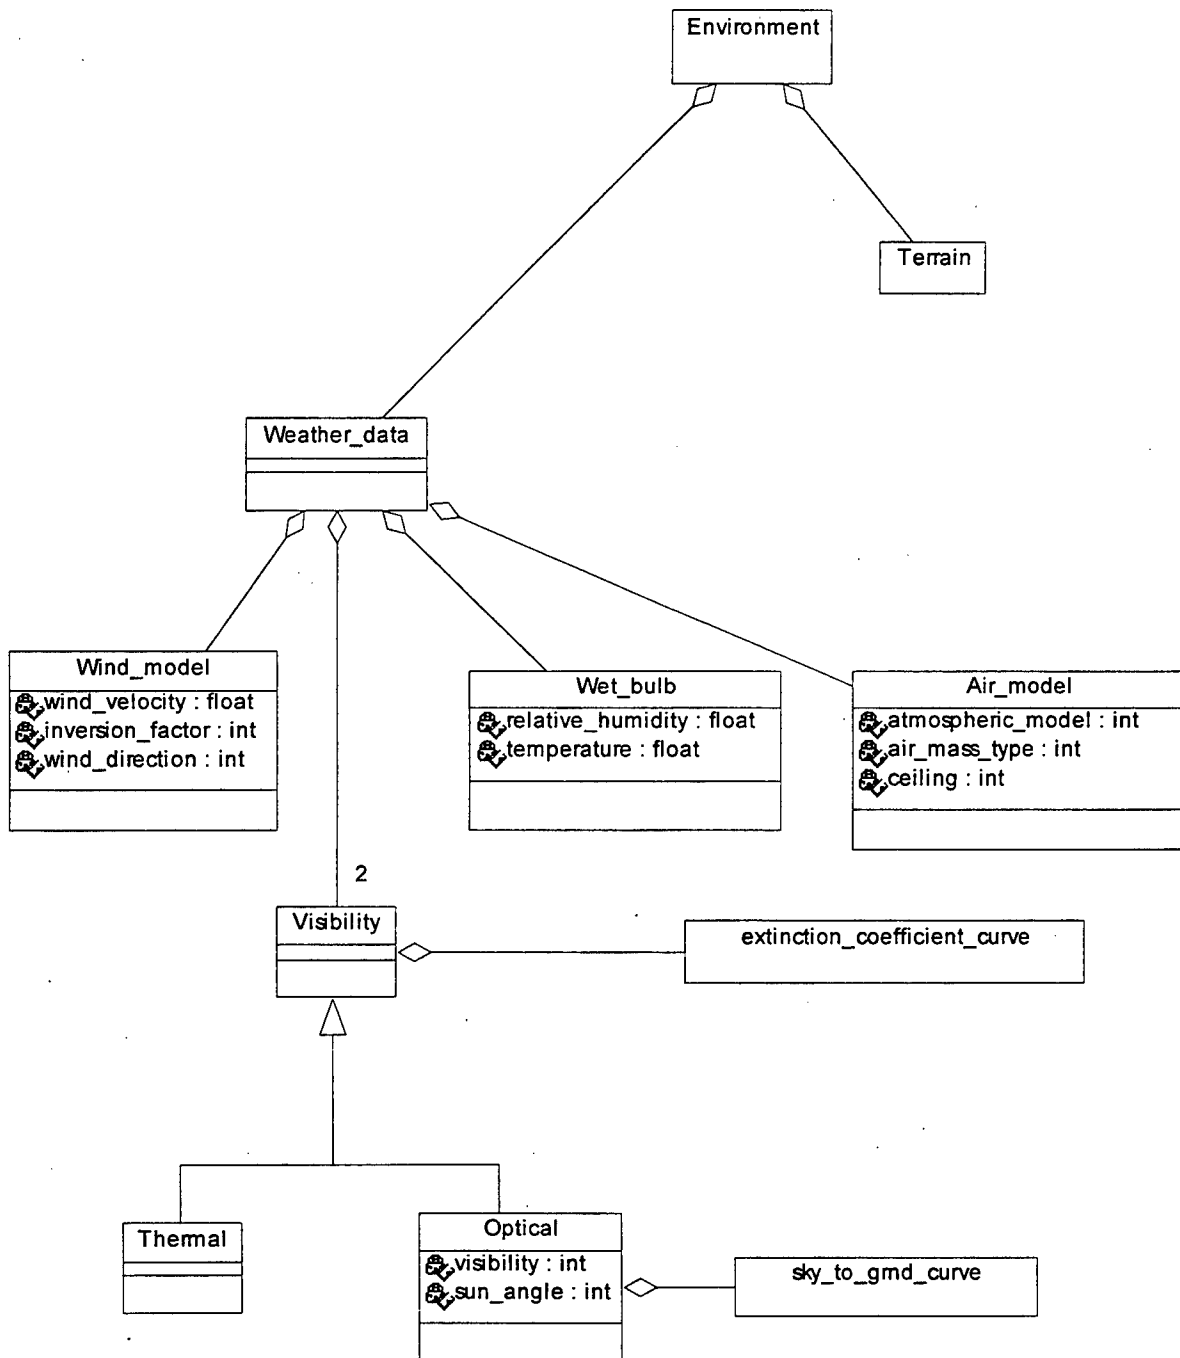 Environment
Terrain
Weather_data
Wind_model
wind_velocity : float
inversion_factor : int
wind_direction : int
Wet_bulb
relative_humidity : float
temperature : float
Air_model
atmospheric_model : int
air_mass_type : int
ceiling : int
2
Visibility
extinction_coefficient_curve
Thermal
Optical
visibility : int
sun_angle : int
sky_to_grnd_curve